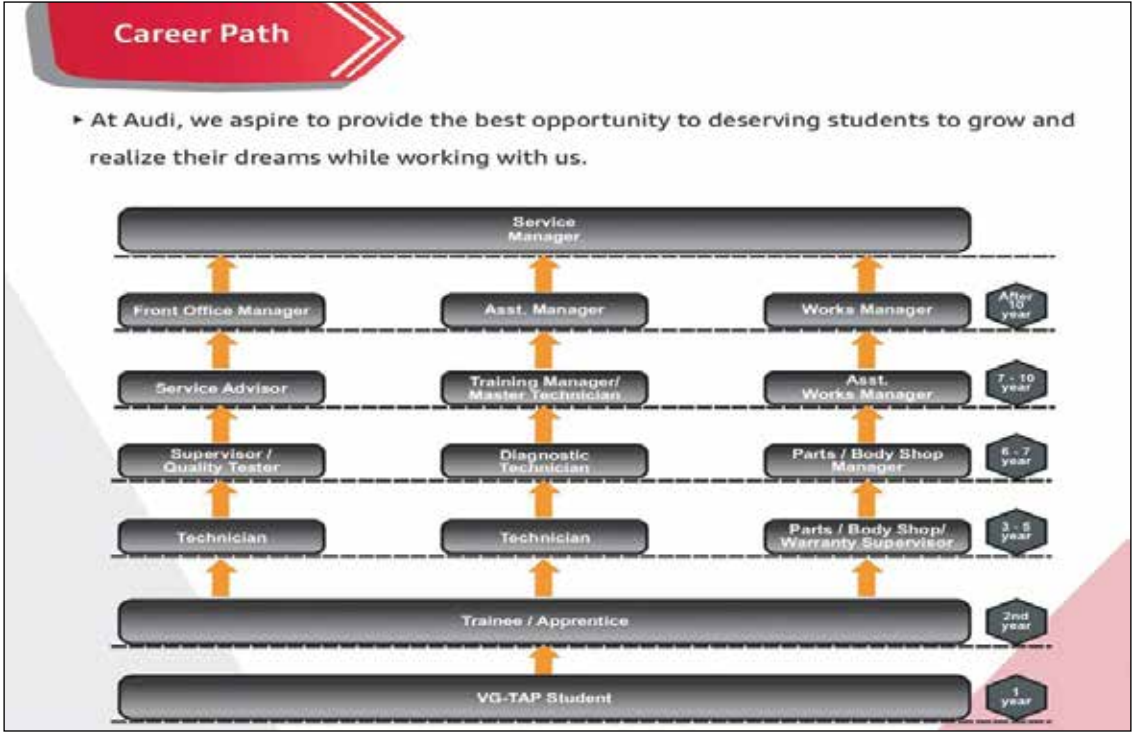 Career Path
▸ At Audi, we aspire to provide the best opportunity to deserving students to grow and
realize their dreams while working with us.
Service
Manager
Front Office Manager
Asst. Manager
Works Manager
After
10
year
Service Advisor
Training Manager/
Master Technician
Asst.
Works Manager
7 - 10
year
Supervisor /
Quality Tester
Diagnostic
Technician
Parts / Body Shop
Manager
6 - 7
year
Technician
Technician
Parts / Body Shop/
Warranty Supervisor
3 - 5
year
Trainee / Apprentice
2nd
year
VG-TAP Student
1
year